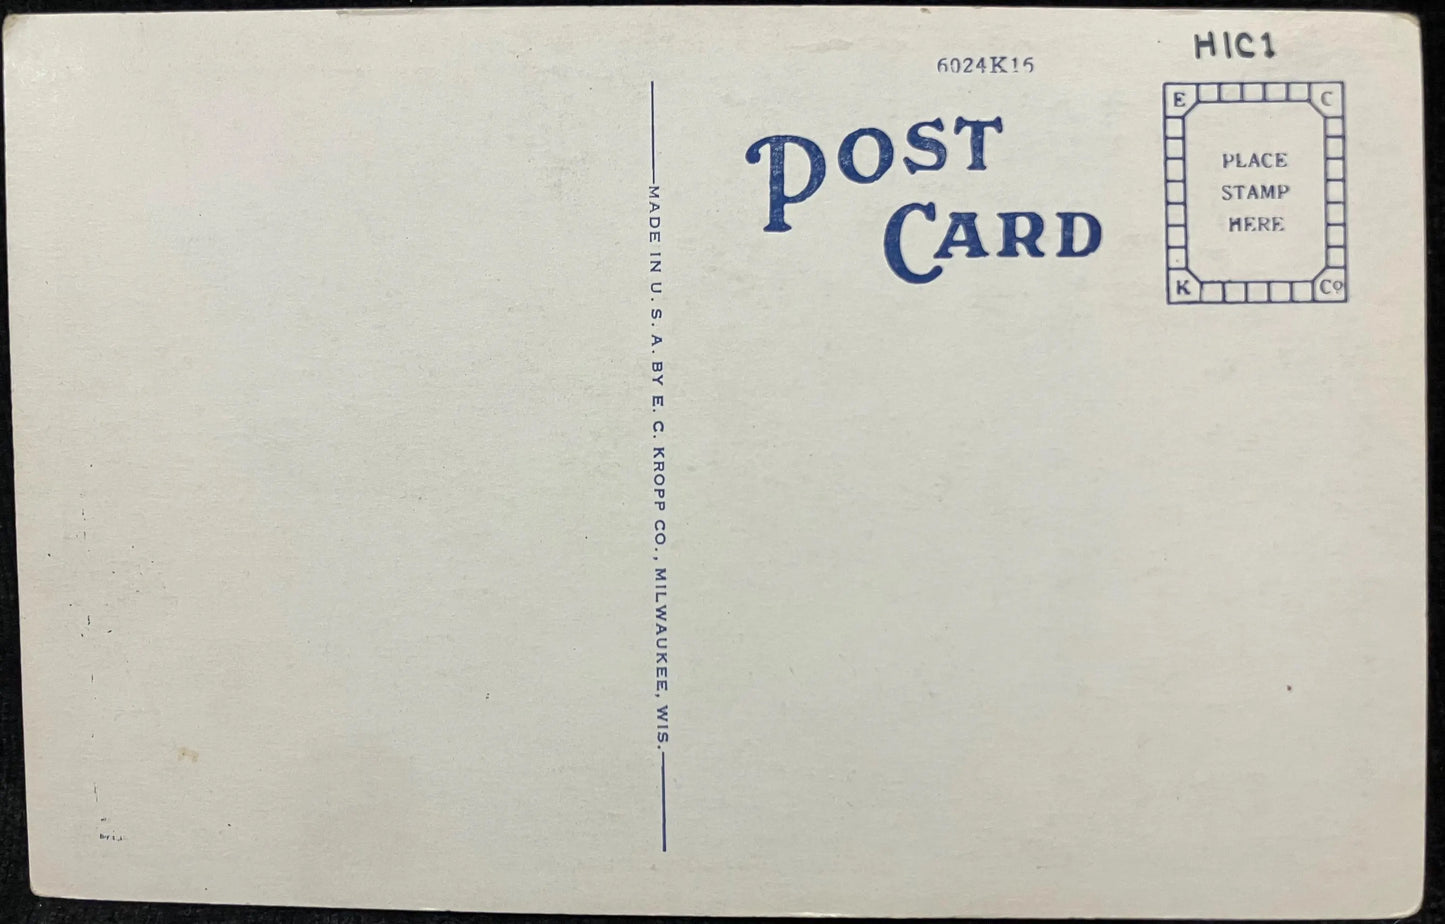 H1C1
6024K15
POST
CARD
E C
PLACE
STAMP
HERE
K Co
MADE IN U. S. A. BY E. C. KROPP CO., MILWAUKEE, WIS.